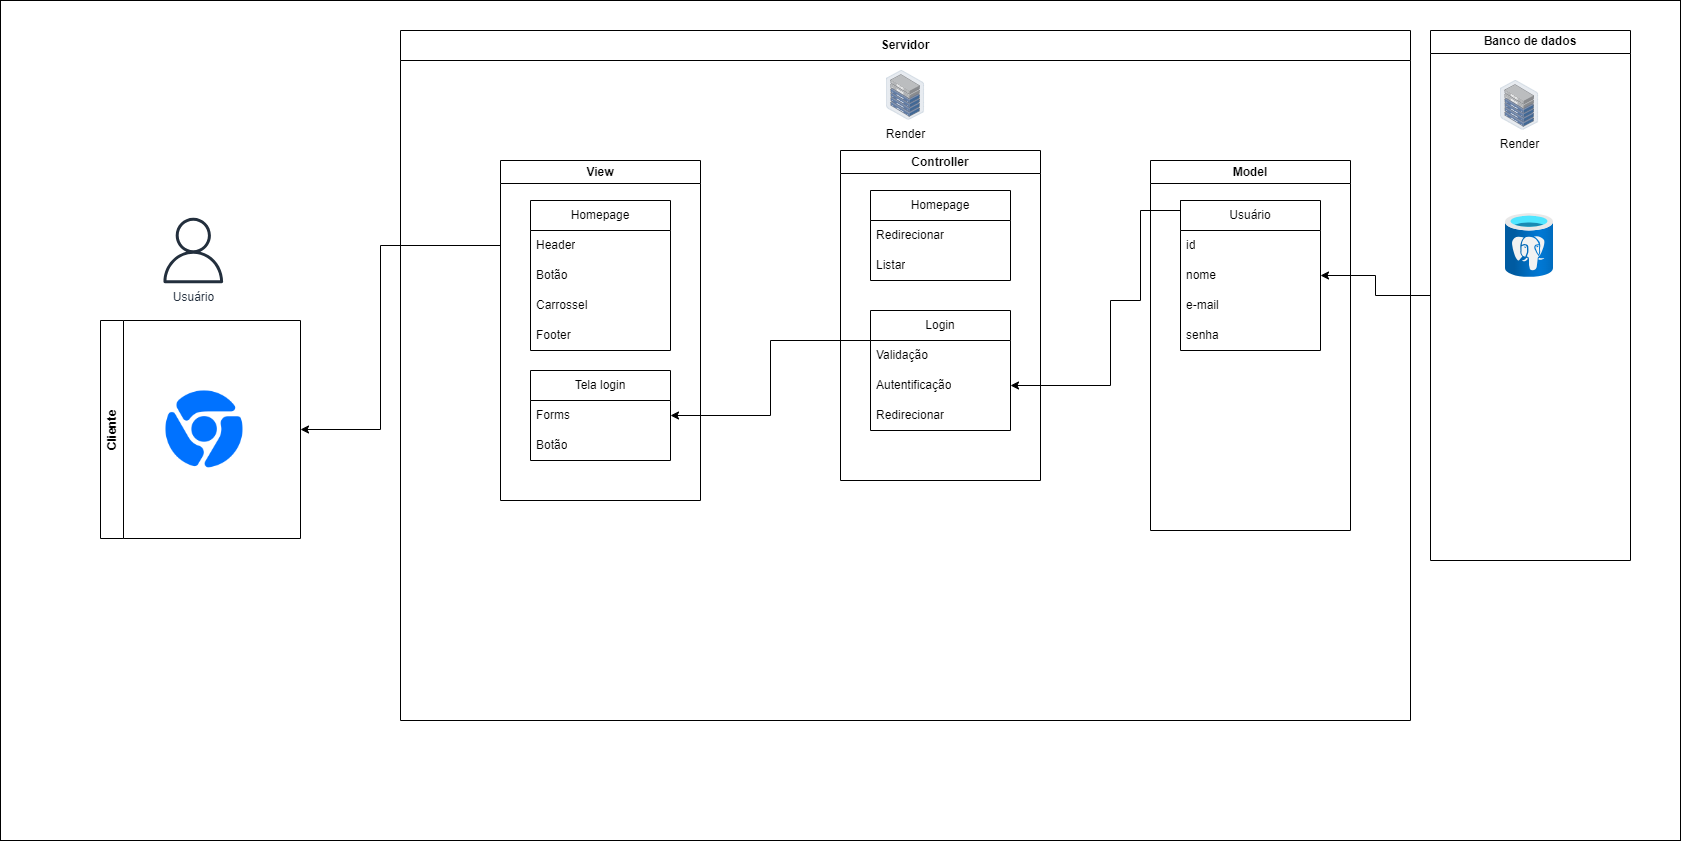 Servidor
Render
View
Homepage
Header
Botão
Carrossel
Footer
Tela login
Forms
Botão
Controller
Homepage
Redirecionar
Listar
Login
Validação
Autentificação
Redirecionar
Model
Usuário
id
nome
e-mail
senha
Banco de dados
Render
Usuário
Cliente